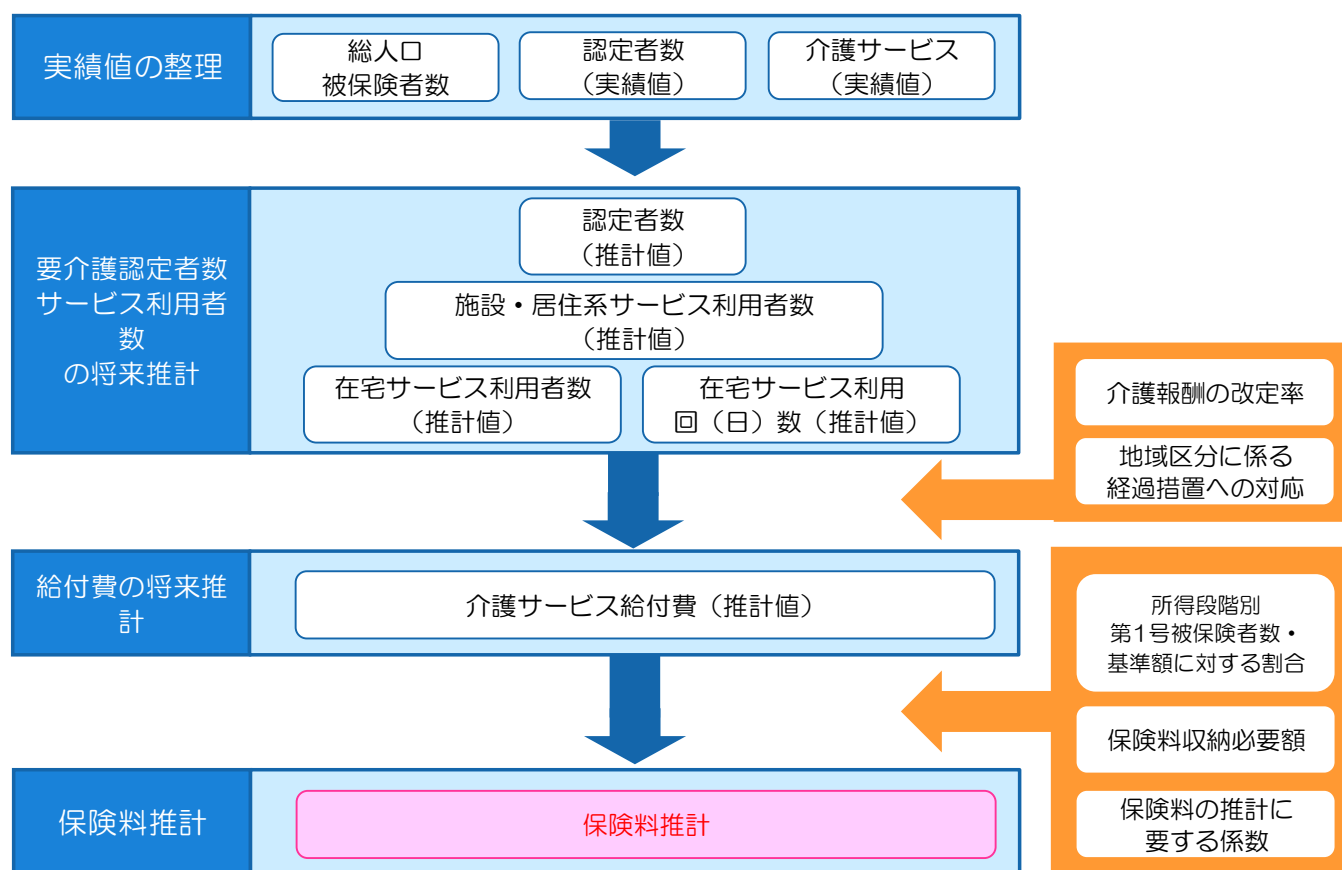 実績値の整理
総人口
被保険者数
認定者数
（実績値）
介護サービス
（実績値）
要介護認定者数
サービス利用者
数
の将来推計
認定者数
（推計値）
施設・居住系サービス利用者数
（推計値）
在宅サービス利用者数
（推計値）
在宅サービス利用
回（日）数（推計値）
介護報酬の改定率
地域区分に係る
経過措置への対応
給付費の将来推
計
介護サービス給付費（推計値）
所得段階別
第1号被保険者数・
基準額に対する割合
保険料収納必要額
保険料の推計に
要する係数
保険料推計
保険料推計